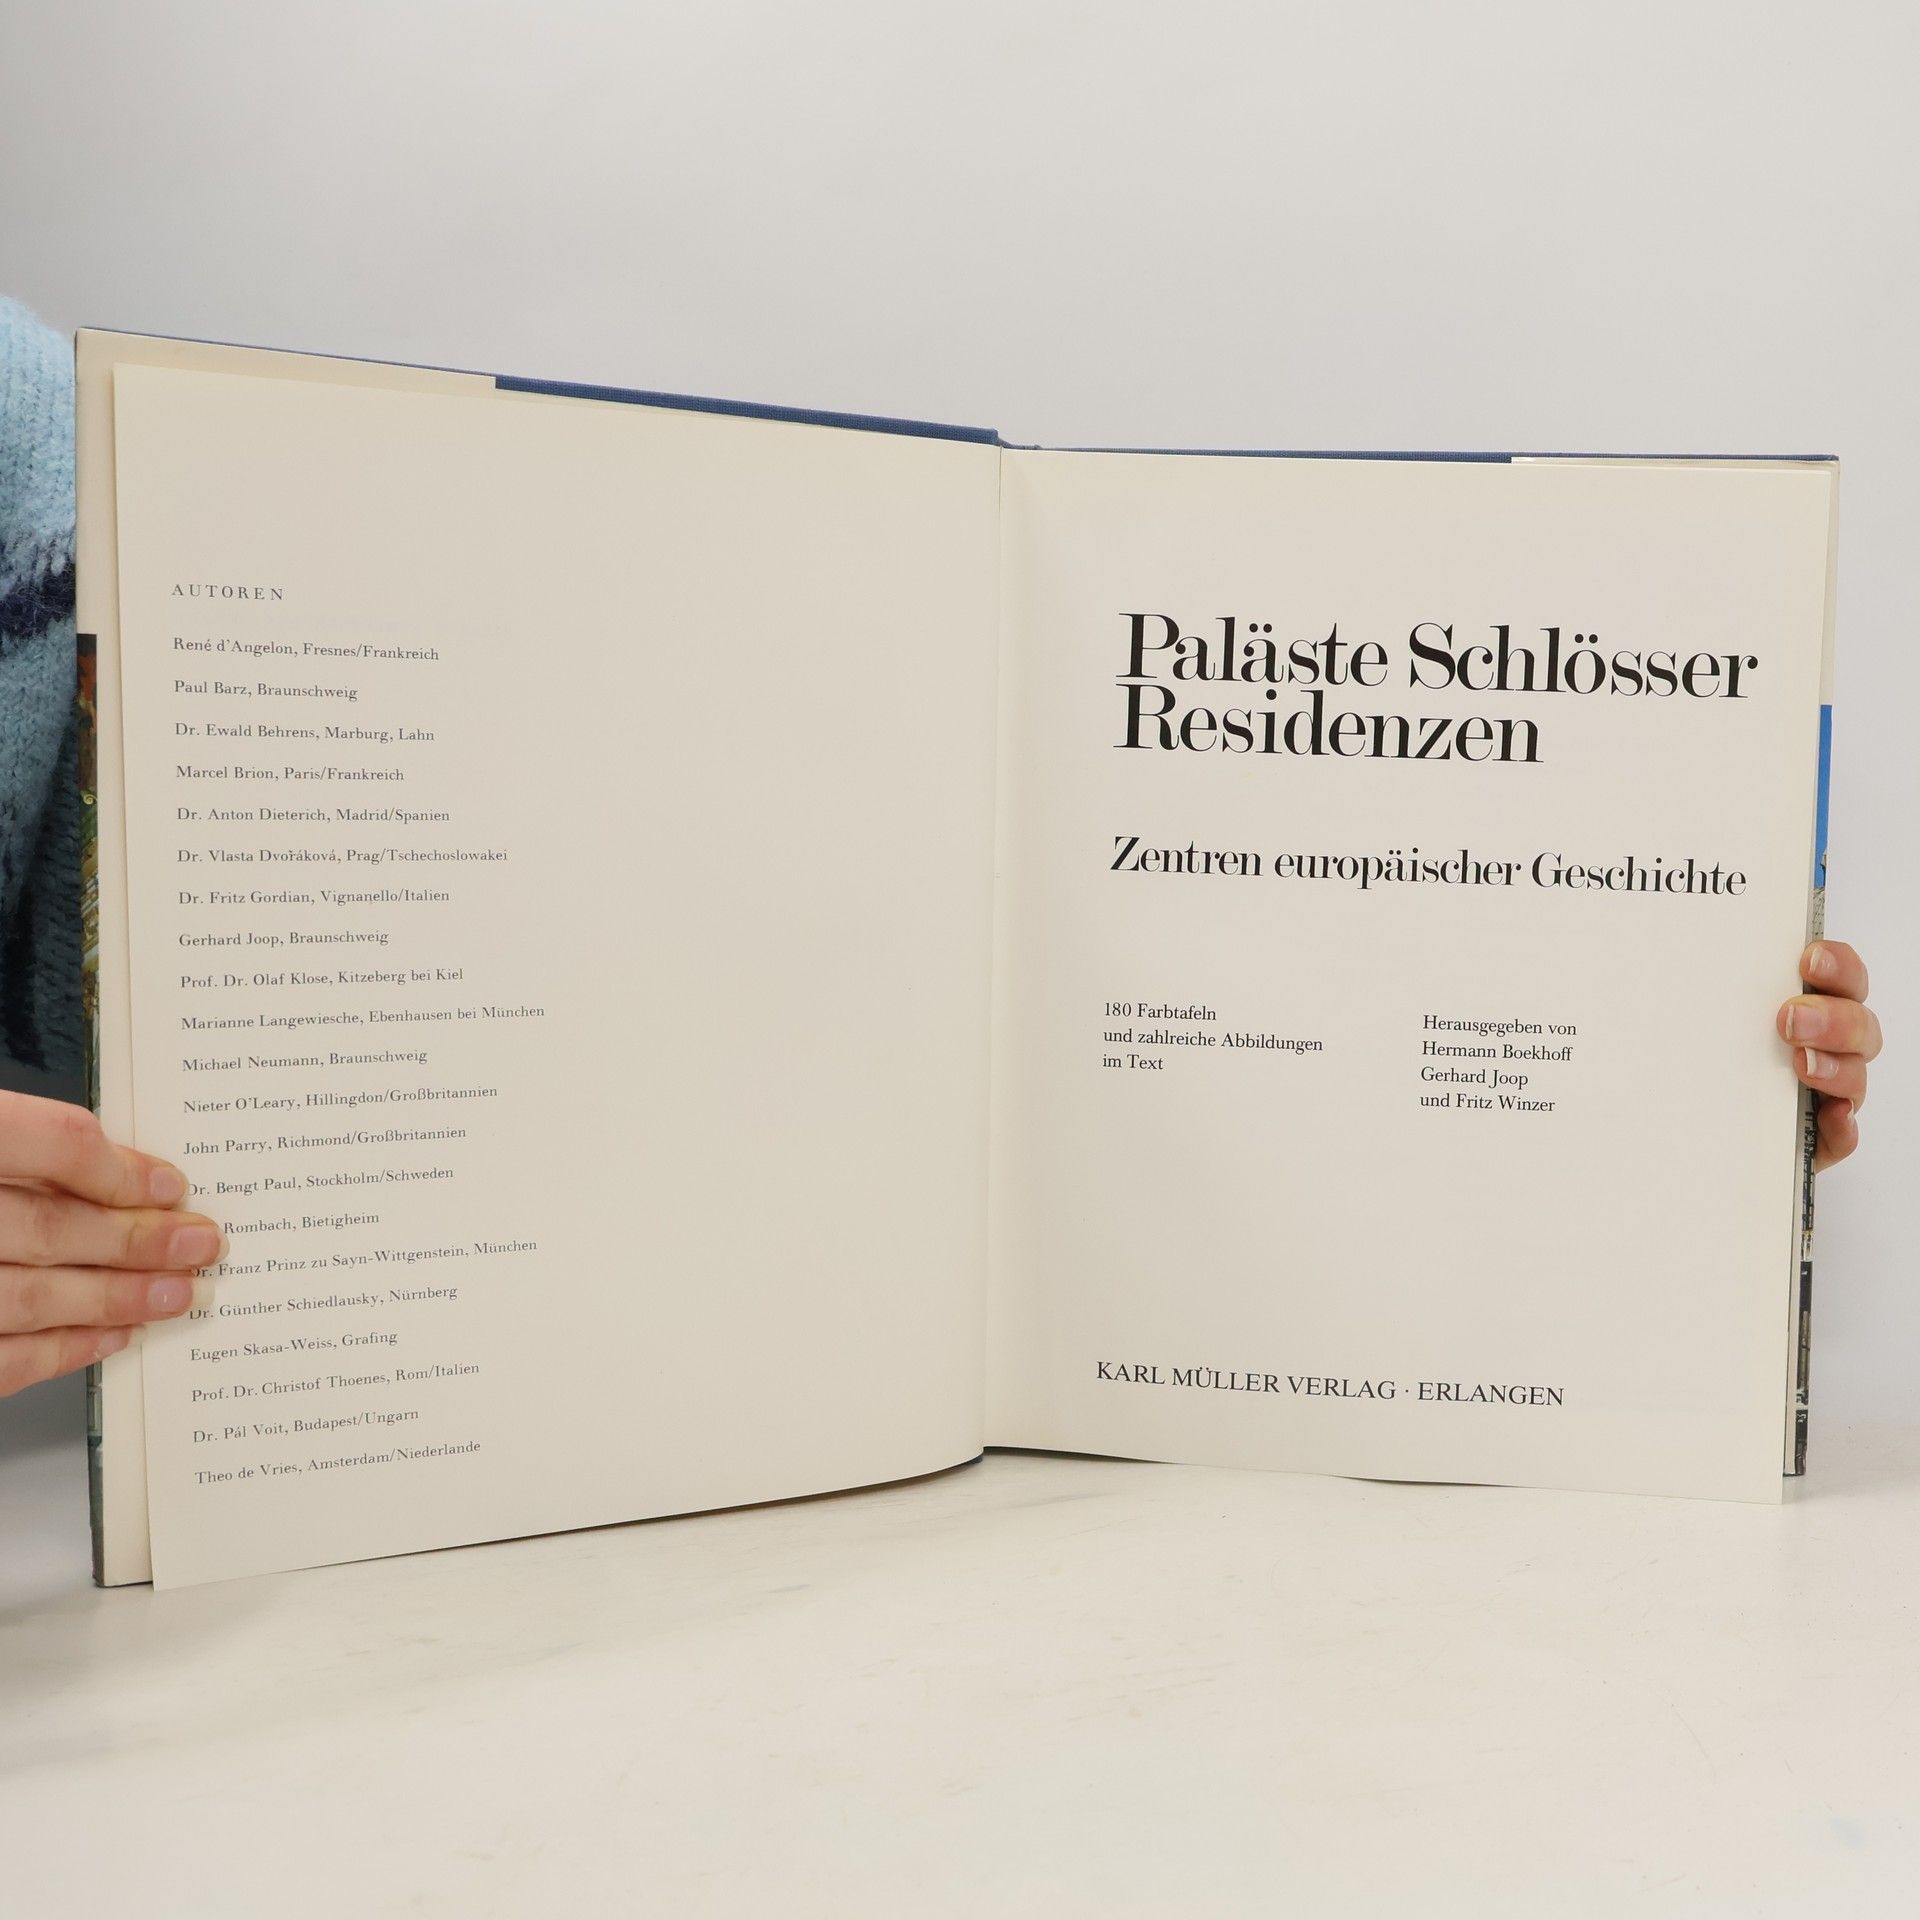 AUTOREN
René d'Angelon, Fresnes/Frankreich
Paul Barz, Braunschweig
Dr. Ewald Behrens, Marburg, Lahn
Marcel Brion, Paris/Frankreich
Dr. Anton Dieterich, Madrid/Spanien
Dr. Vlasta Dvořáková, Prag/Tschechoslowakei
Dr. Fritz Gordian, Vignanello/Italien
Gerhard Joop, Braunschweig
Prof. Dr. Olaf Klose, Kitzeberg bei Kiel
Marianne Langewiesche, Ebenhausen bei München
Michael Neumann, Braunschweig
Nieter O'Leary, Hillingdon/Großbritannien
John Parry, Richmond/Großbritannien
Dr. Bengt Paul, Stockholm/Schweden
Rombach, Bietigheim
Dr. Franz Prinz zu Sayn-Wittgenstein, München
Dr. Günther Schiedlausky, Nürnberg
Eugen Skasa-Weiss, Grafing
Prof. Dr. Christof Thoenes, Rom/Italien
Dr. Pál Voit, Budapest/Ungarn
Theo de Vries, Amsterdam/Niederlande
Paläste Schlösser
Residenzen
Zentren europäischer Geschichte
180 Farbtafeln
und zahlreiche Abbildungen
im Text
Herausgegeben von
Hermann Boekhoff
Gerhard Joop
und Fritz Winzer
KARL MÜLLER VERLAG · ERLANGEN